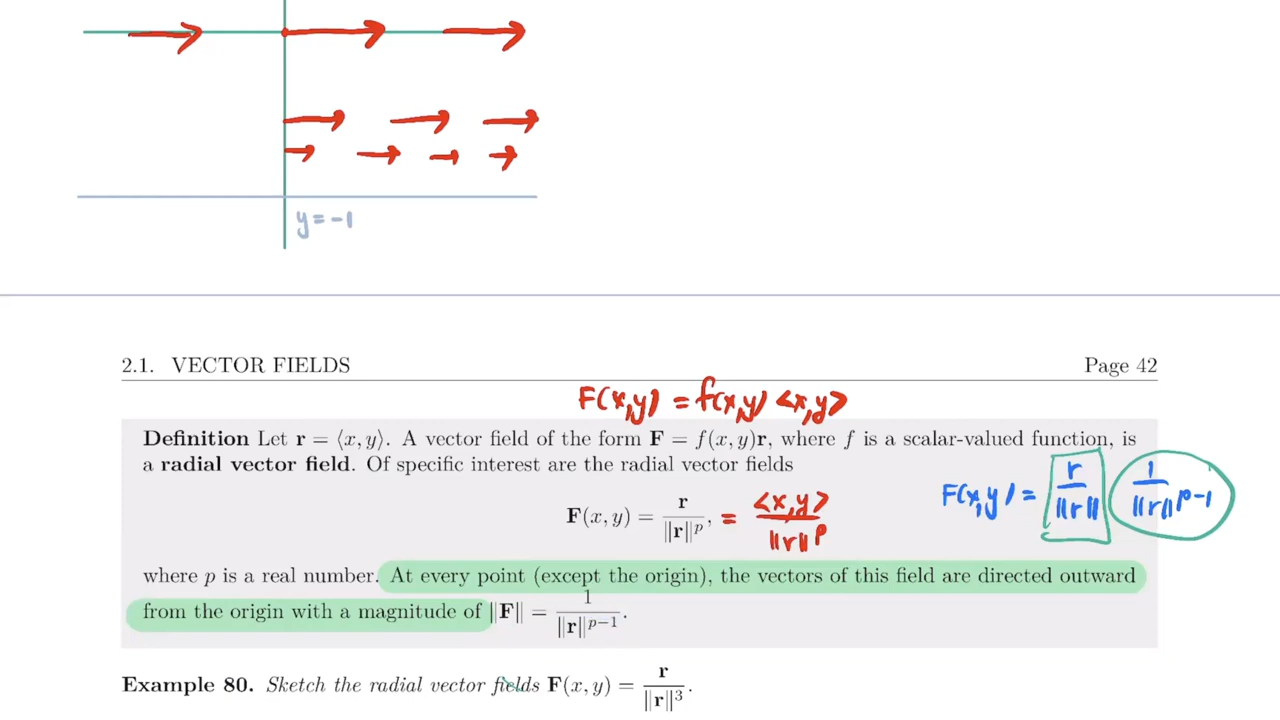 y = -1
2.1. VECTOR FIELDS Page 42
F(x,y) = f(x,y) <x,y>
Definition Let r = ⟨x, y⟩. A vector field of the form F = f(x, y)r, where f is a scalar-valued function, is
a radial vector field. Of specific interest are the radial vector fields
F(x, y) = r/‖r‖^p, = <x,y>/‖r‖^p
F(x,y) = r/‖r‖ 1/‖r‖^p-1
where p is a real number. At every point (except the origin), the vectors of this field are directed outward
from the origin with a magnitude of ‖F‖ = 1/‖r‖^p−1.
Example 80. Sketch the radial vector fields F(x, y) = r/‖r‖^3.